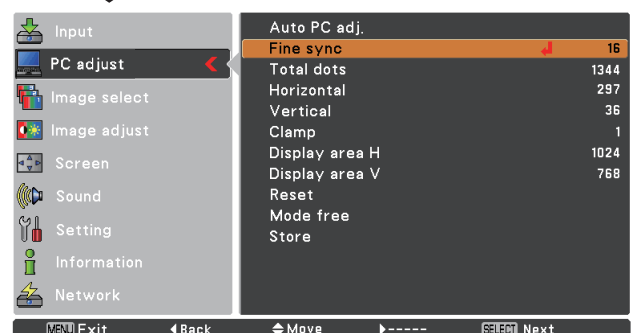 Input
PC adjust
Image select
Image adjust
Screen
Sound
Setting
Information
Network
Auto PC adj.
Fine sync 16
Total dots 1344
Horizontal 297
Vertical 36
Clamp 1
Display area H 1024
Display area V 768
Reset
Mode free
Store
MENU Exit ◀Back Move ▶----- SELECT Next